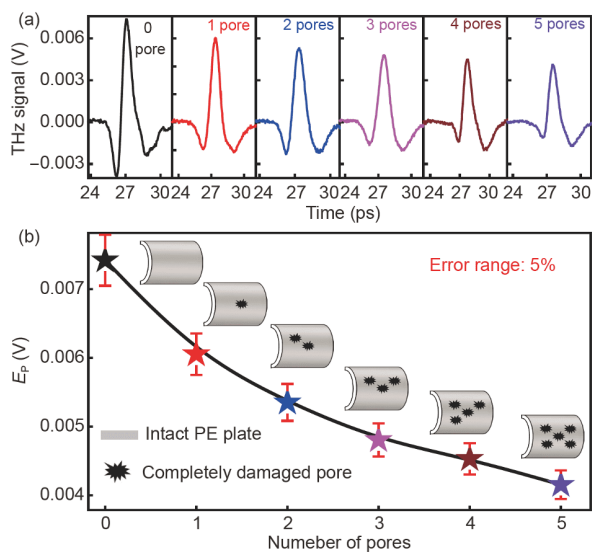 (a)
0 pore
1 pore
2 pores
3 pores
4 pores
5 pores
THz signal (V)
0.006
0.003
0.000
−0.003
24 27 30 24 27 30 24 27 30 24 27 30 24 27 30 24 27 30
Time (ps)
(b)
Error range: 5%
E_P (V)
0.007
0.006
0.005
0.004
Intact PE plate
Completely damaged pore
0 1 2 3 4 5
Numeber of pores